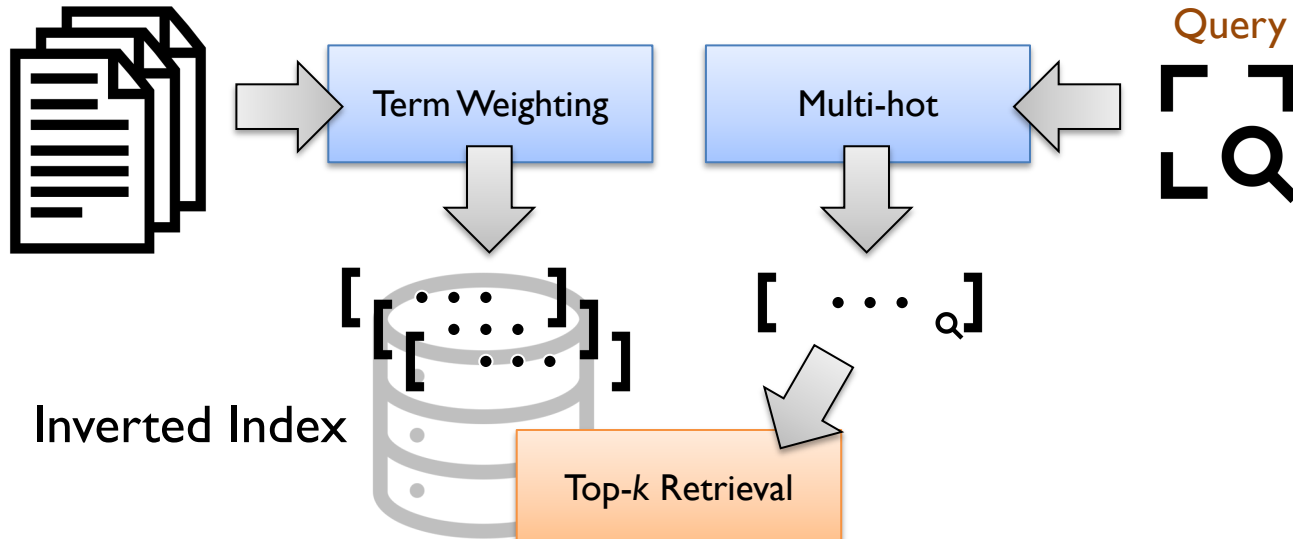 Query
Term Weighting
Multi-hot
Inverted Index
Top-k Retrieval